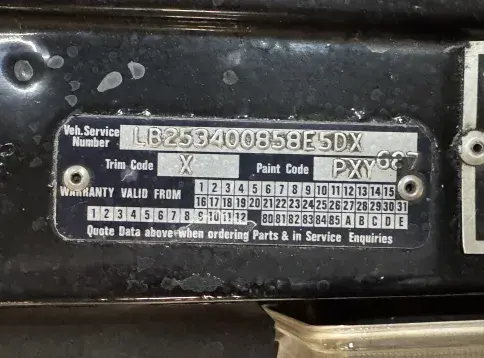 Veh. Service Number LB253400858E5DX
Trim Code X Paint Code PXY 687
WARRANTY VALID FROM
1 2 3 4 5 6 7 8 9 10 11 12 13 14 15
16 17 18 19 20 21 22 23 24 25 26 27 28 29 30 31
1 2 3 4 5 6 7 8 9 10 11 12 80 81 82 83 84 85 A B C D E
Quote Data above when ordering Parts & in Service Enquiries